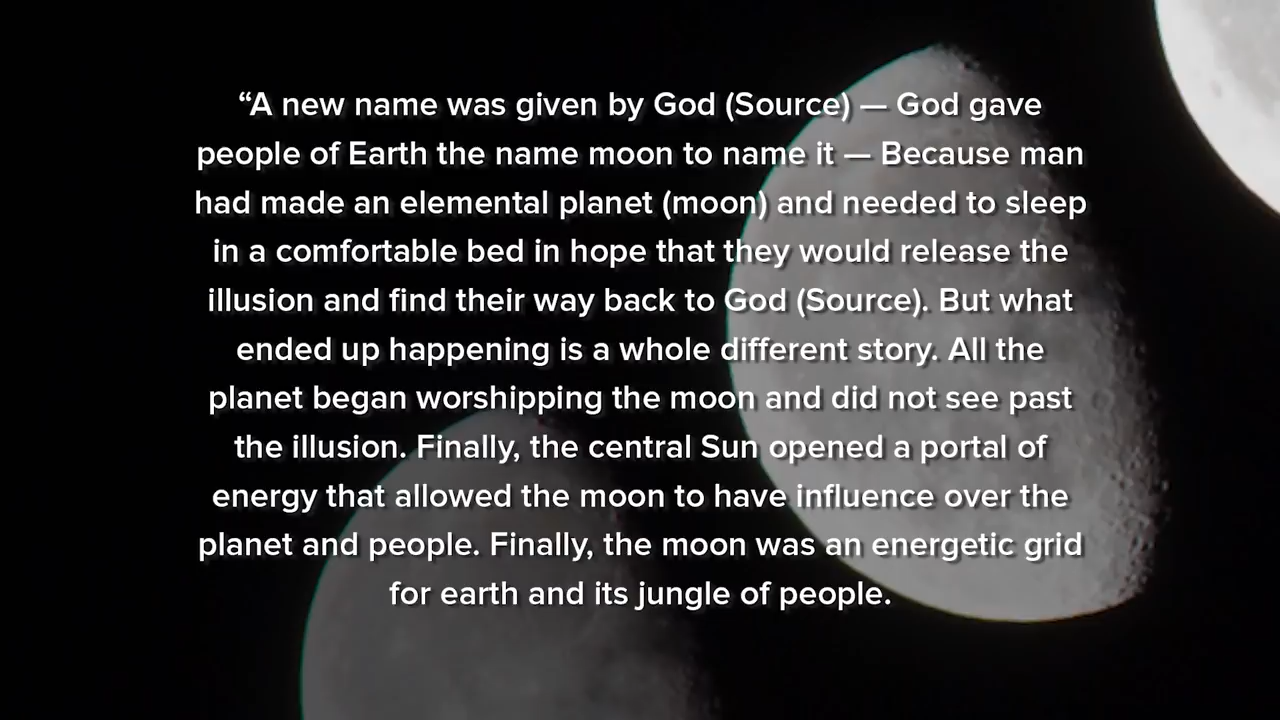 “A new name was given by God (Source) — God gave
people of Earth the name moon to name it — Because man
had made an elemental planet (moon) and needed to sleep
in a comfortable bed in hope that they would release the
illusion and find their way back to God (Source). But what
ended up happening is a whole different story. All the
planet began worshipping the moon and did not see past
the illusion. Finally, the central Sun opened a portal of
energy that allowed the moon to have influence over the
planet and people. Finally, the moon was an energetic grid
for earth and its jungle of people.